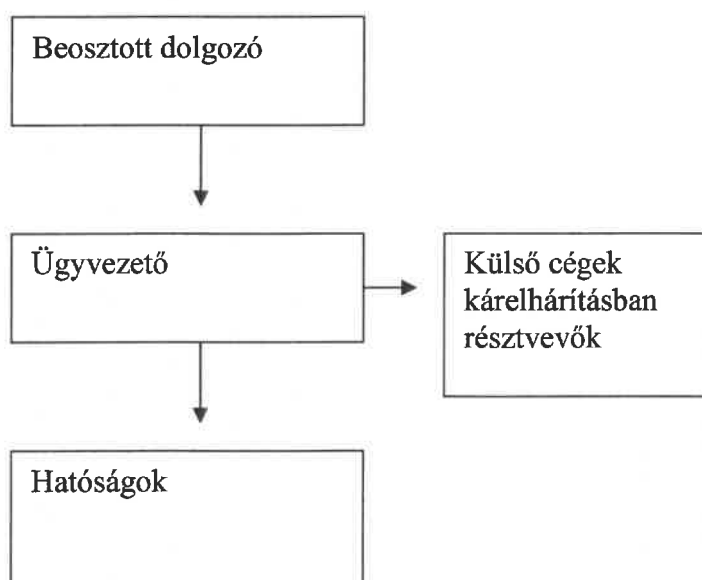 Beosztott dolgozó
Ügyvezető
Külső cégek
kárelhárításban
résztvevők
Hatóságok